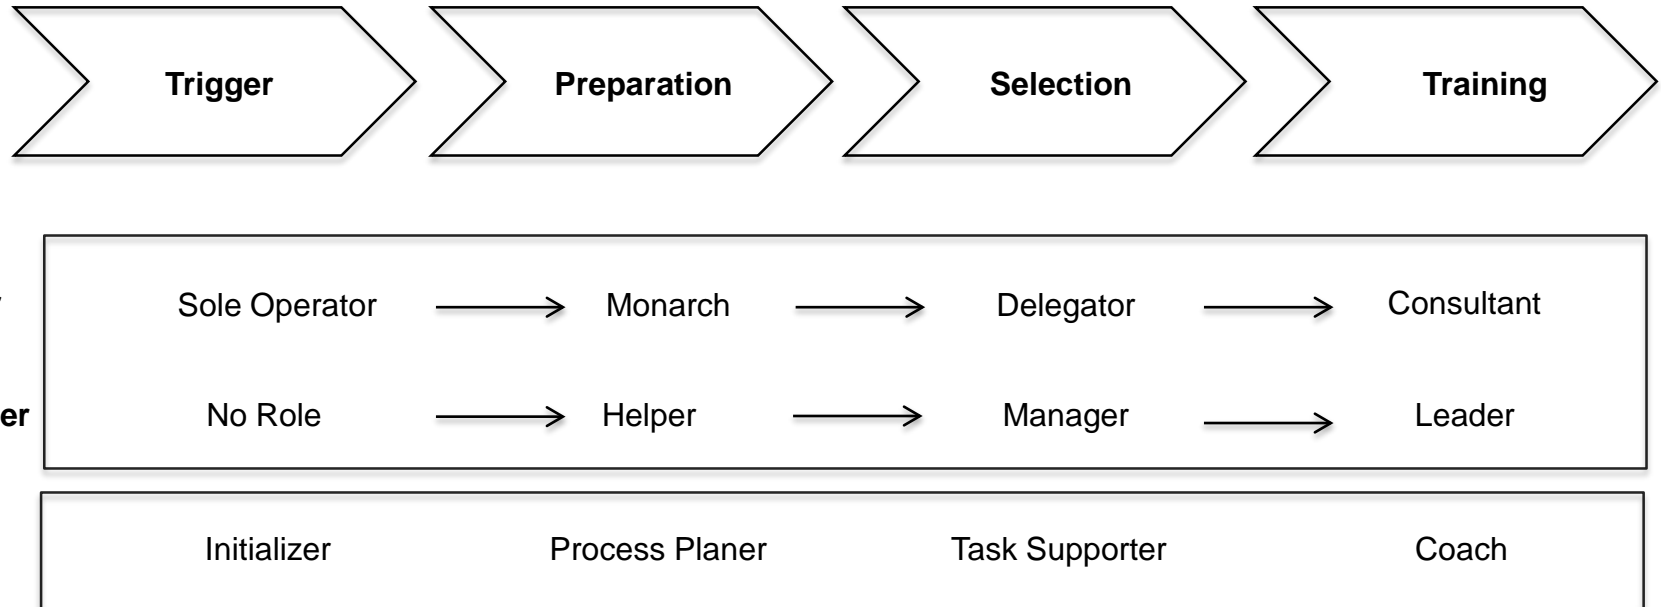 Trigger Preparation Selection Training
Sole Operator Monarch Delegator Consultant
er No Role Helper Manager Leader
Initializer Process Planer Task Supporter Coach